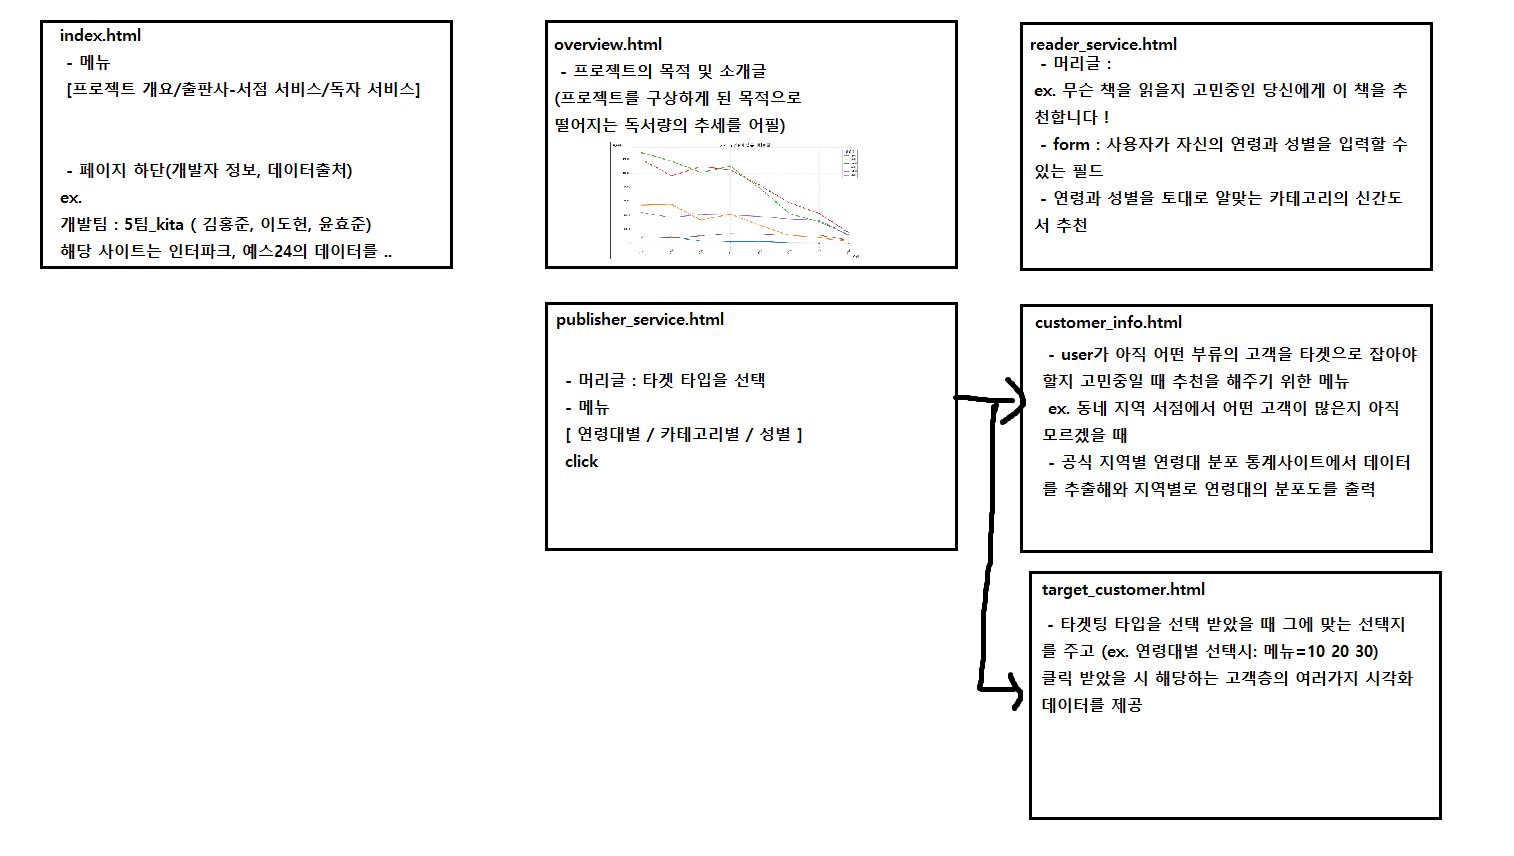 index.html
- 메뉴
[프로젝트 개요/출판사-서점 서비스/독자 서비스]
- 페이지 하단(개발자 정보, 데이터출처)
ex.
개발팀 : 5팀_kita ( 김홍준, 이도헌, 윤효준)
해당 사이트는 인터파크, 예스24의 데이터를 ..
overview.html
- 프로젝트의 목적 및 소개글
(프로젝트를 구상하게 된 목적으로
떨어지는 독서량의 추세를 어필)
reader_service.html
- 머리글 :
ex. 무슨 책을 읽을지 고민중인 당신에게 이 책을 추
천합니다 !
- form : 사용자가 자신의 연령과 성별을 입력할 수
있는 필드
- 연령과 성별을 토대로 알맞는 카테고리의 신간도
서 추천
publisher_service.html
- 머리글 : 타겟 타입을 선택
- 메뉴
[ 연령대별 / 카테고리별 / 성별 ]
click
customer_info.html
- user가 아직 어떤 부류의 고객을 타겟으로 잡아야
할지 고민중일 때 추천을 해주기 위한 메뉴
ex. 동네 지역 서점에서 어떤 고객이 많은지 아직
모르겠을 때
- 공식 지역별 연령대 분포 통계사이트에서 데이터
를 추출해와 지역별로 연령대의 분포도를 출력
target_customer.html
- 타겟팅 타입을 선택 받았을 때 그에 맞는 선택지
를 주고 (ex. 연령대별 선택시: 메뉴=10 20 30)
클릭 받았을 시 해당하는 고객층의 여러가지 시각화
데이터를 제공